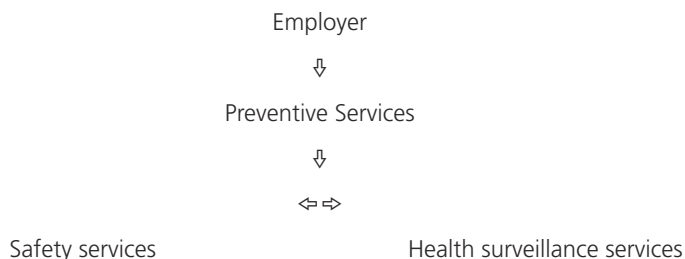 Employer
⇩
Preventive Services
⇩
⇦ ⇨
Safety services Health surveillance services